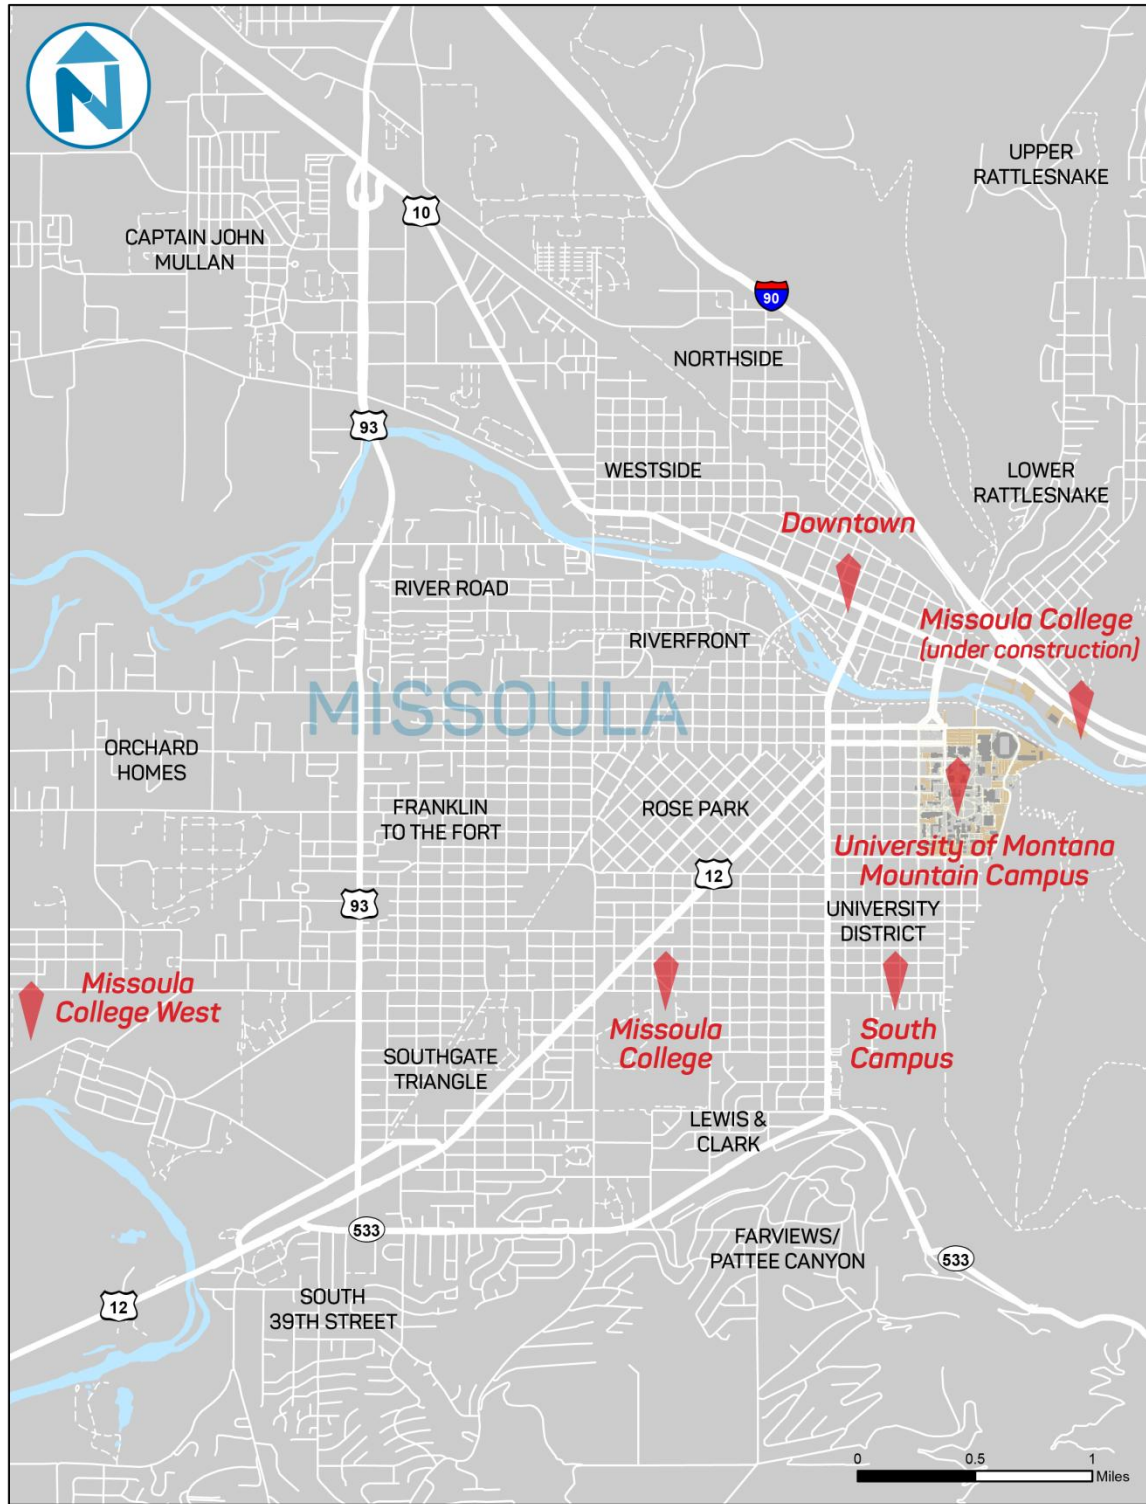 N
UPPER
RATTLESNAKE
10
CAPTAIN JOHN
MULLAN
90
NORTHSIDE
93
WESTSIDE
LOWER
RATTLESNAKE
Downtown
RIVER ROAD
Missoula College
(under construction)
RIVERFRONT
MISSOULA
ORCHARD
HOMES
FRANKLIN
TO THE FORT
ROSE PARK
University of Montana
Mountain Campus
12
93
UNIVERSITY
DISTRICT
Missoula
College West
Missoula
College
South
Campus
SOUTHGATE
TRIANGLE
LEWIS &
CLARK
533
FARVIEWS/
PATTEE CANYON
533
12
SOUTH
39TH STREET
0 0.5 1
Miles